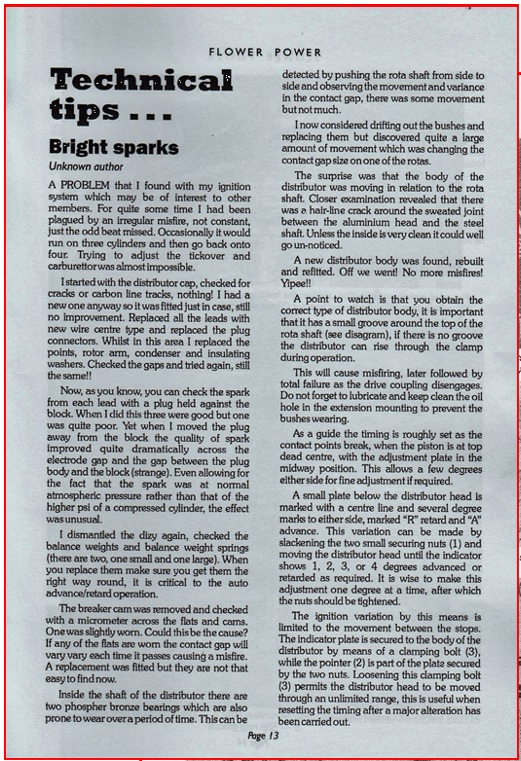 FLOWER POWER
Technical
tips ...
Bright sparks
Unknown author
A PROBLEM that I found with my ignition
system which may be of interest to other
members. For quite some time I had been
plagued by an irregular misfire, not constant,
just the odd beat missed. Occasionally it would
run on three cylinders and then go back onto
four. Trying to adjust the tickover and
carburettor was almost impossible.
I started with the distributor cap, checked for
cracks or carbon line tracks, nothing! I had a
new one anyway so it was fitted just in case, still
no improvement. Replaced all the leads with
new wire centre type and replaced the plug
connectors. Whilst in this area I replaced the
points, rotor arm, condenser and insulating
washers. Checked the gaps and tried again, still
the same!!
Now, as you know, you can check the spark
from each lead with a plug held against the
block. When I did this three were good but one
was quite poor. Yet when I moved the plug
away from the block the quality of spark
improved quite dramatically across the
electrode gap and the gap between the plug
body and the block (strange). Even allowing for
the fact that the spark was at normal
atmospheric pressure rather than that of the
higher psi of a compressed cylinder, the effect
was unusual.
I dismantled the dizy again, checked the
balance weights and balance weight springs
(there are two, one small and one large). When
you replace them make sure you get them the
right way round, it is critical to the auto
advance/retard operation.
The breaker cam was removed and checked
with a micrometer across the flats and cams.
One was slightly worn. Could this be the cause?
If any of the flats are worn the contact gap will
vary vary each time it passes causing a misfire.
A replacement was fitted but they are not that
easy to find now.
Inside the shaft of the distributor there are
two phospher bronze bearings which are also
prone to wear over a period of time. This can be
detected by pushing the rota shaft from side to
side and observing the movement and variance
in the contact gap, there was some movement
but not much.
I now considered drifting out the bushes and
replacing them but discovered quite a large
amount of movement which was changing the
contact gap size on one of the rotas.
The surprise was that the body of the
distributor was moving in relation to the rota
shaft. Closer examination revealed that there
was a hair-line crack around the sweated joint
between the aluminium head and the steel
shaft. Unless the inside is very clean it could well
go un-noticed.
A new distributor body was found, rebuilt
and refitted. Off we went! No more misfires!
Yipee!!
A point to watch is that you obtain the
correct type of distributor body, it is important
that it has a small groove around the top of the
rota shaft (see disagram), if there is no groove
the distributor can rise through the clamp
during operation.
This will cause misfiring, later followed by
total failure as the drive coupling disengages.
Do not forget to lubricate and keep clean the oil
hole in the extension mounting to prevent the
bushes wearing.
As a guide the timing is roughly set as the
contact points break, when the piston is at top
dead centre, with the adjustment plate in the
midway position. This allows a few degrees
either side for fine adjustment if required.
A small plate below the distributor head is
marked with a centre line and several degree
marks to either side, marked "R" retard and "A"
advance. This variation can be made by
slackening the two small securing nuts (1) and
moving the distributor head until the indicator
shows 1, 2, 3, or 4 degrees advanced or
retarded as required. It is wise to make this
adjustment one degree at a time, after which
the nuts should be tightened.
The ignition variation by this means is
limited to the movement between the stops.
The indicator plate is secured to the body of the
distributor by means of a clamping bolt (3),
while the pointer (2) is part of the plate secured
by the two nuts. Loosening this clamping bolt
(3) permits the distributor head to be moved
through an unlimited range, this is useful when
resetting the timing after a major alteration has
been carried out.
Page 13